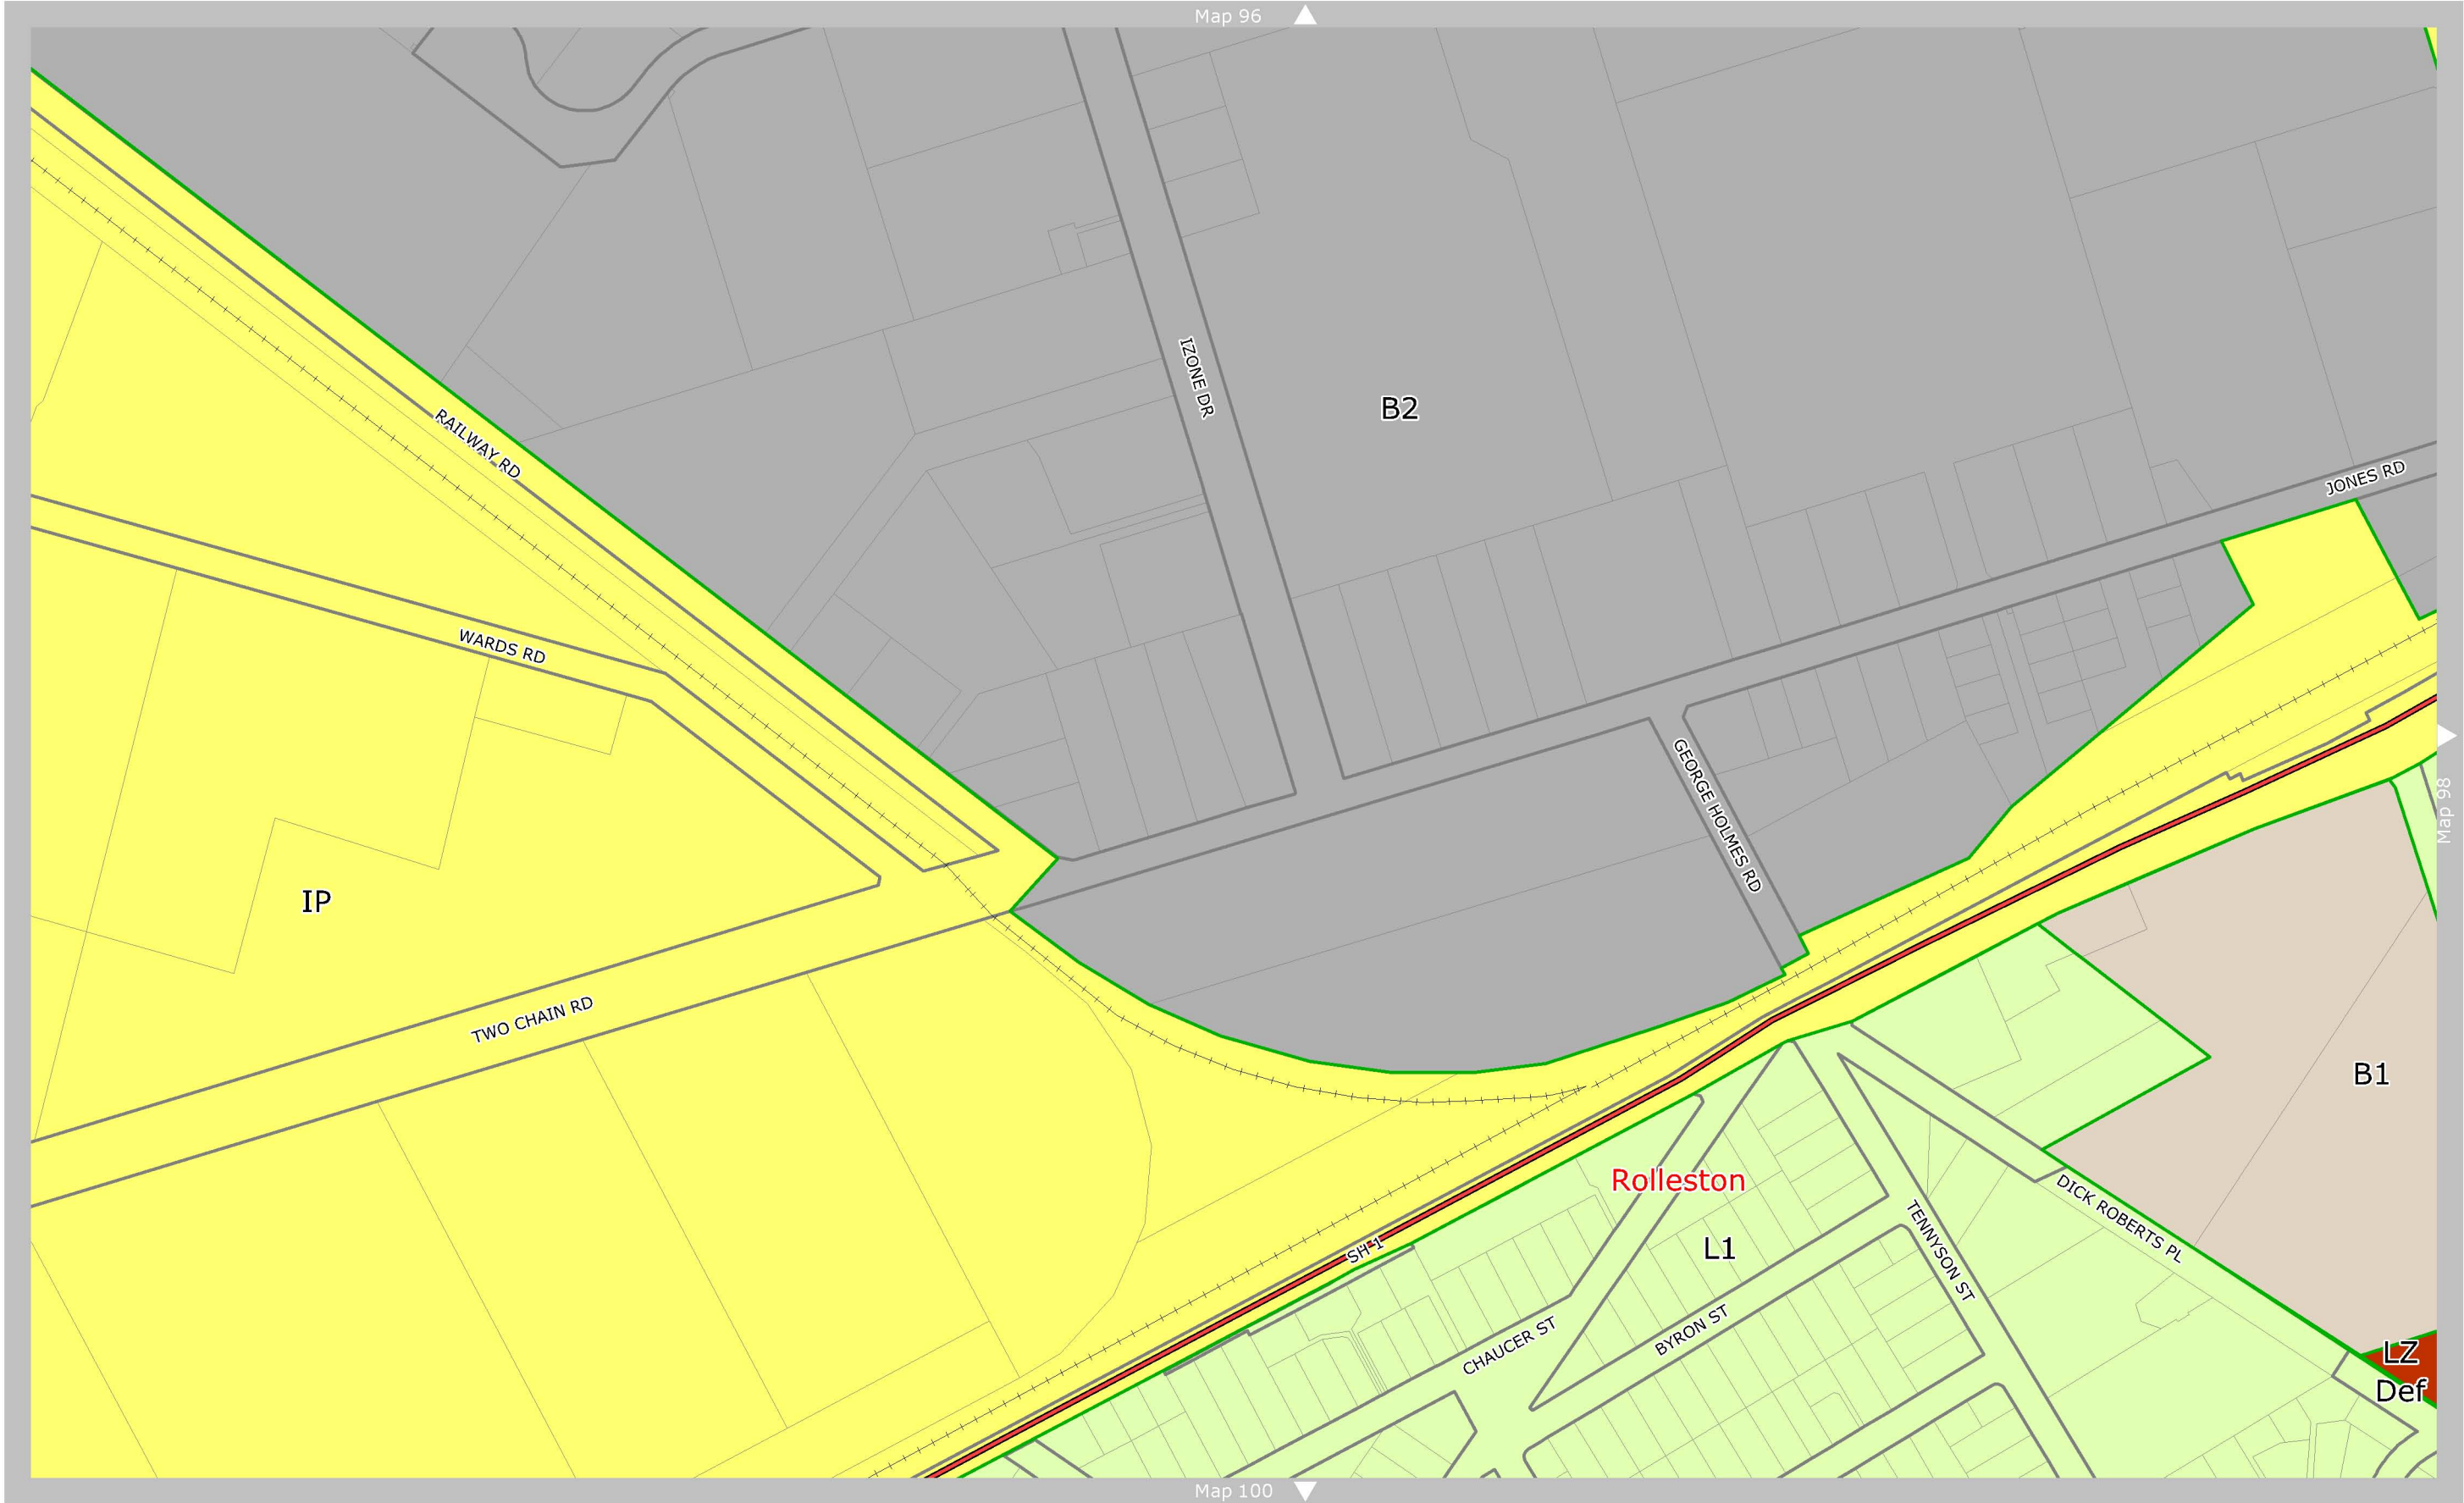 Map 96
IZONE DR
B2
RAILWAY RD
JONES RD
WARDS RD
GEORGE HOLMES RD
Map 98
IP
TWO CHAIN RD
B1
Rolleston
DICK ROBERTS PL
TENNYSON ST
SH 1
L1
BYRON ST
CHAUCER ST
LZ
Def
Map 100